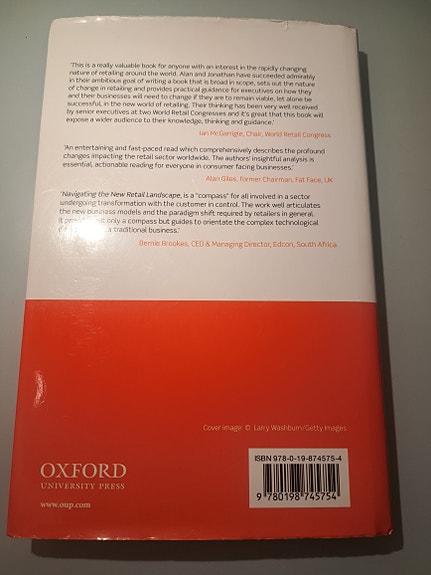 'This is a really valuable book for anyone with an interest in the rapidly changing
nature of retailing around the world. Alan and Jonathan have succeeded admirably
in their ambitious goal of writing a book that is broad in scope, sets out the nature
of change in retailing and provides practical guidance for executives on how they
and their businesses will need to change if they are to remain viable, let alone be
successful, in the new world of retailing. Their thinking has been very well received
by senior executives at two World Retail Congresses and it's great that this book will
expose a wider audience to their knowledge, thinking and guidance.'
Ian McGarrigle, Chair, World Retail Congress
'An entertaining and fast-paced read which comprehensively describes the profound
changes impacting the retail sector worldwide. The authors' insightful analysis is
essential, actionable reading for everyone in consumer facing businesses.'
Alan Giles, former Chairman, Fat Face, UK
'Navigating the New Retail Landscape, is a "compass" for all involved in a sector
undergoing transformation with the customer in control. The work well articulates
the new business models and the paradigm shift required by retailers in general.
It only a compass but guides to orientate the complex technological
a traditional business.'
Bernie Brookes, CEO & Managing Director, Edcon, South Africa
Cover image: © Larry Washburn/Getty Images
OXFORD
UNIVERSITY PRESS
www.oup.com
ISBN 978-0-19-874575-4
9 780198 745754